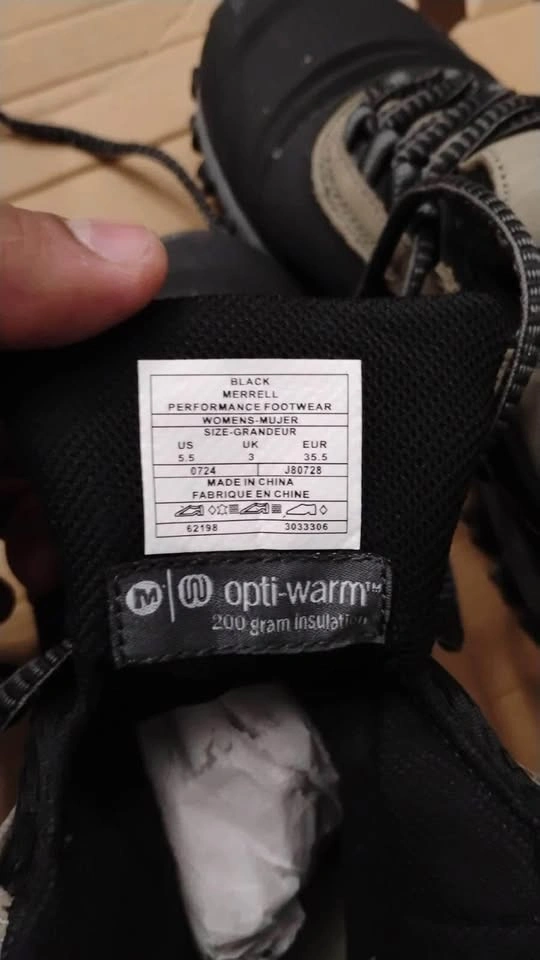 BLACK
MERRELL
PERFORMANCE FOOTWEAR
WOMENS-MUJER
SIZE-GRANDEUR
US UK EUR
5.5 3 35.5
0724 J80728
MADE IN CHINA
FABRIQUE EN CHINE
62198 3033306
M opti-warm™
200 gram